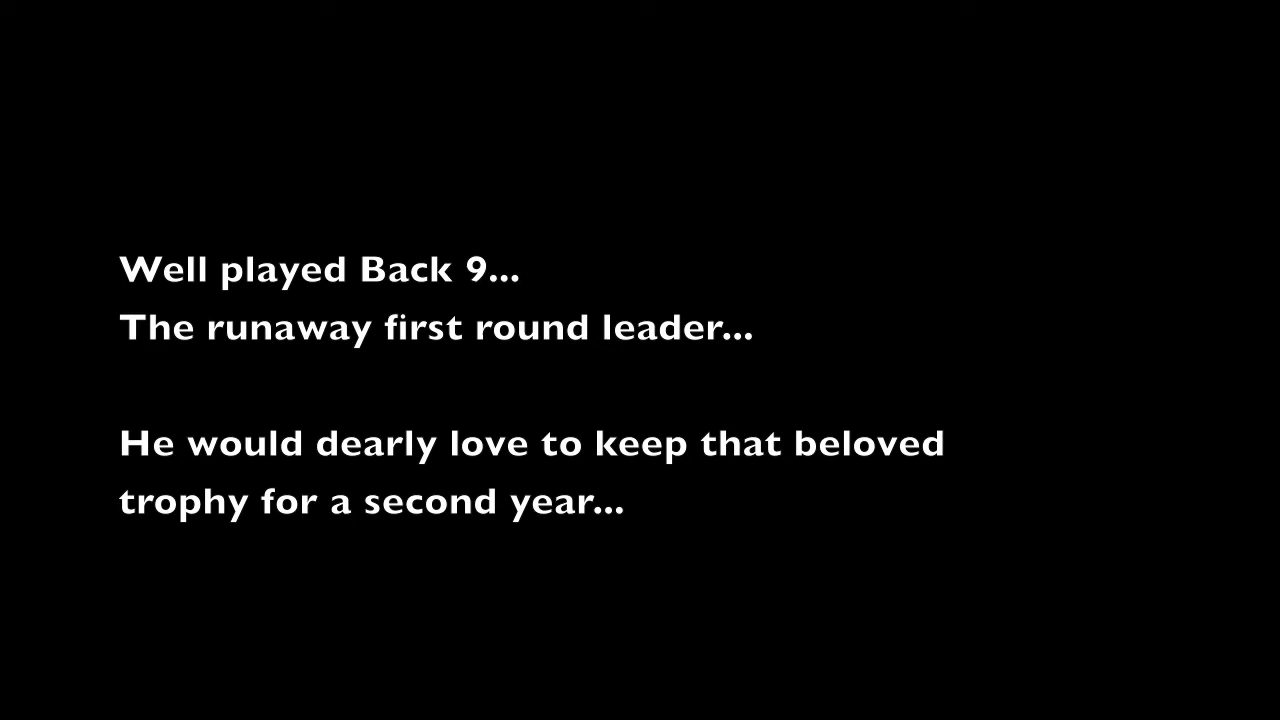 Well played Back 9...
The runaway first round leader...
He would dearly love to keep that beloved
trophy for a second year...